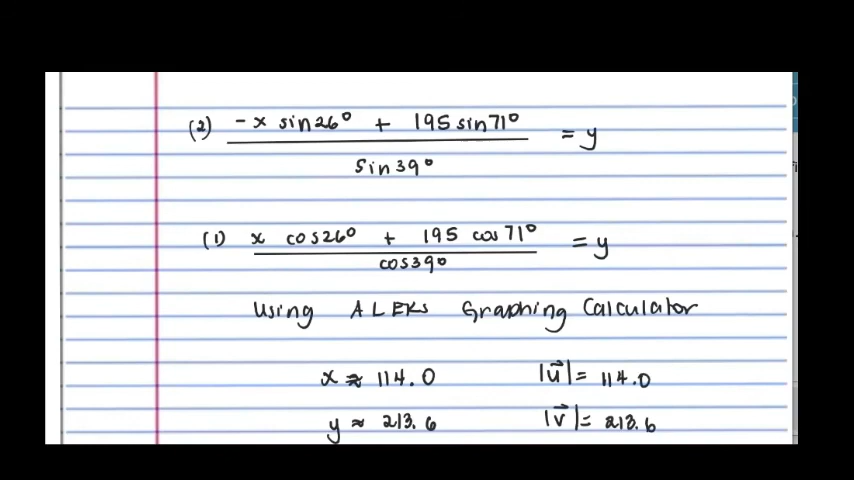 (2) -x sin26° + 195 sin71° = y
sin39°
(1) x cos26° + 195 cos71° = y
cos39°
Using ALEKS Graphing Calculator
x ≈ 114.0 |u⃗| = 114.0
y ≈ 213.6 |v⃗| = 213.6